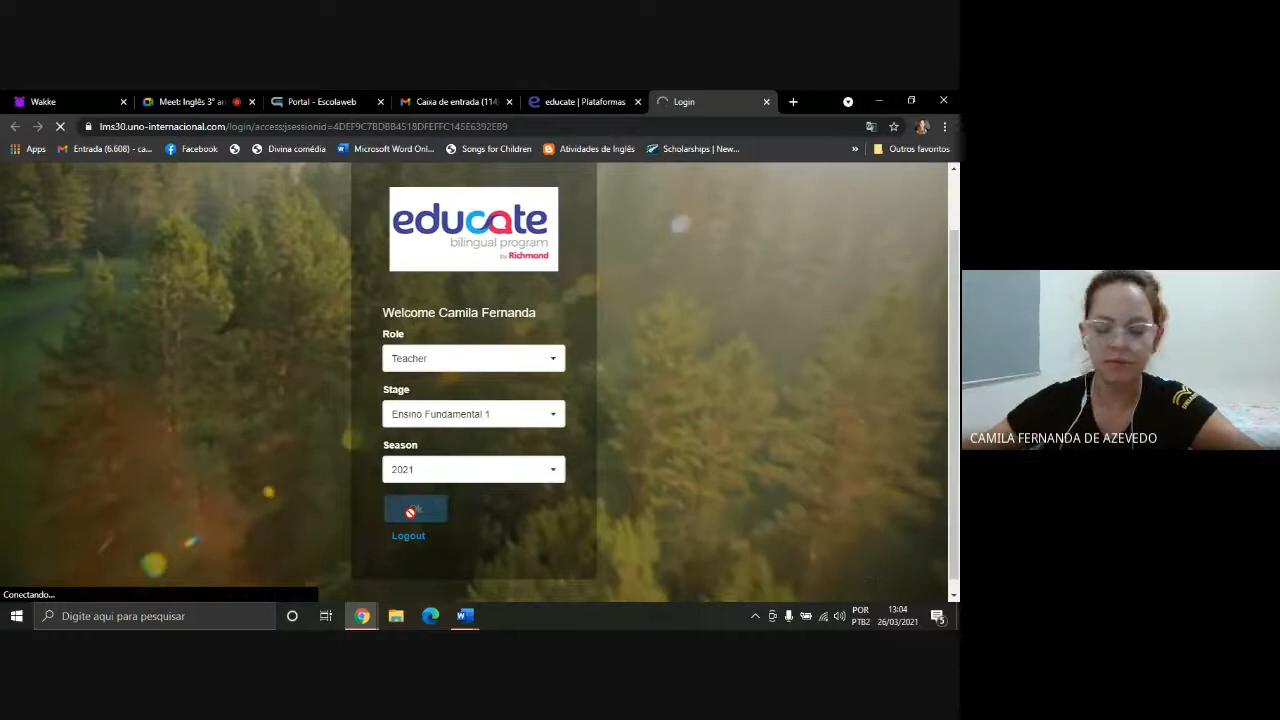 Wakke
Meet: Inglês 3° an
Portal - Escolaweb
Caixa de entrada (114
educate | Plataformas
Login
lms30.uno-internacional.com/login/access;jsessionid=4DEF9C7BDBB4518DFEFFC145E6392EB9
Apps
Entrada (6.608) - ca...
Facebook
Divina comédia
Microsoft Word Onl...
Songs for Children
Atividades de Inglês
Scholarships | New...
»
Outros favoritos
educate
bilingual program
by Richmond
Welcome Camila Fernanda
Role
Teacher
Stage
Ensino Fundamental 1
Season
2021
Logout
Conectando...
Digite aqui para pesquisar
POR
PTB2
13:04
26/03/2021
5
CAMILA FERNANDA DE AZEVEDO